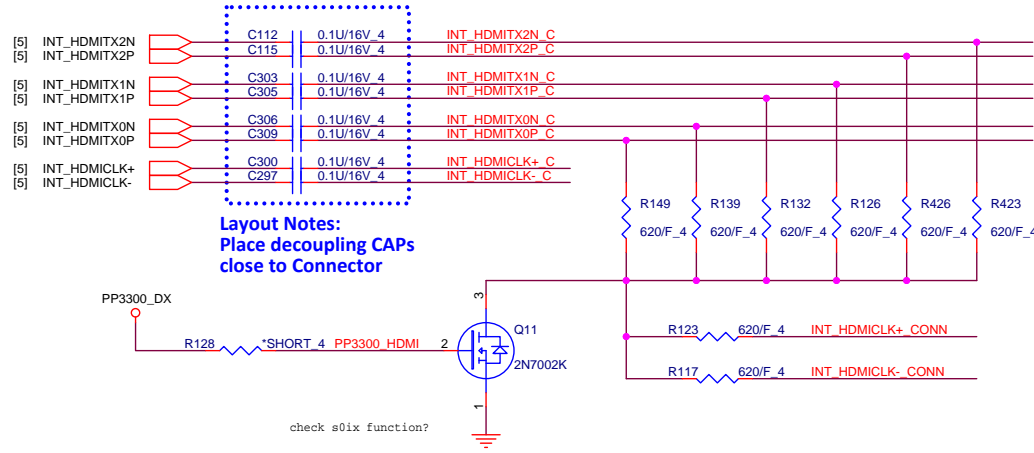 [5] INT_HDMITX2N C112 0.1U/16V_4 INT_HDMITX2N_C
[5] INT_HDMITX2P C115 0.1U/16V_4 INT_HDMITX2P_C
[5] INT_HDMITX1N C303 0.1U/16V_4 INT_HDMITX1N_C
[5] INT_HDMITX1P C305 0.1U/16V_4 INT_HDMITX1P_C
[5] INT_HDMITX0N C306 0.1U/16V_4 INT_HDMITX0N_C
[5] INT_HDMITX0P C309 0.1U/16V_4 INT_HDMITX0P_C
[5] INT_HDMICLK+ C300 0.1U/16V_4 INT_HDMICLK+_C
[5] INT_HDMICLK- C297 0.1U/16V_4 INT_HDMICLK-_C
R149 R139 R132 R126 R426 R423
620/F_4 620/F_4 620/F_4 620/F_4 620/F_4 620/F_4
Layout Notes:
Place decoupling CAPs
close to Connector
PP3300_DX
3
Q11
R123 620/F_4 INT_HDMICLK+_CONN
R128 *SHORT_4 PP3300_HDMI 2
2N7002K
R117 620/F_4 INT_HDMICLK-_CONN
1
check s0ix function?